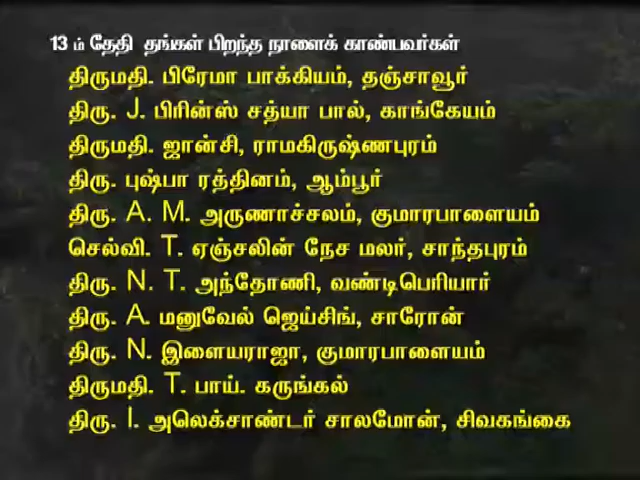 13 ம் தேதி தங்கள் பிறந்த நாளைக் காண்பவர்கள்
திருமதி. பிரேமா பாக்கியம், தஞ்சாவூர்
திரு. J. பிரின்ஸ் சத்யா பால், காங்கேயம்
திருமதி. ஜான்சி, ராமகிருஷ்ணபுரம்
திரு. புஷ்பா ரத்தினம், ஆம்பூர்
திரு. A. M. அருணாச்சலம், குமாரபாளையம்
செல்வி. T. ஏஞ்சலின் நேச மலர், சாந்தபுரம்
திரு. N. T. அந்தோணி, வண்டிபெரியார்
திரு. A. மனுவேல் ஜெய்சிங், சாரோன்
திரு. N. இளையராஜா, குமாரபாளையம்
திருமதி. T. பாய். கருங்கல்
திரு. I. அலெக்சாண்டர் சாலமோன், சிவகங்கை